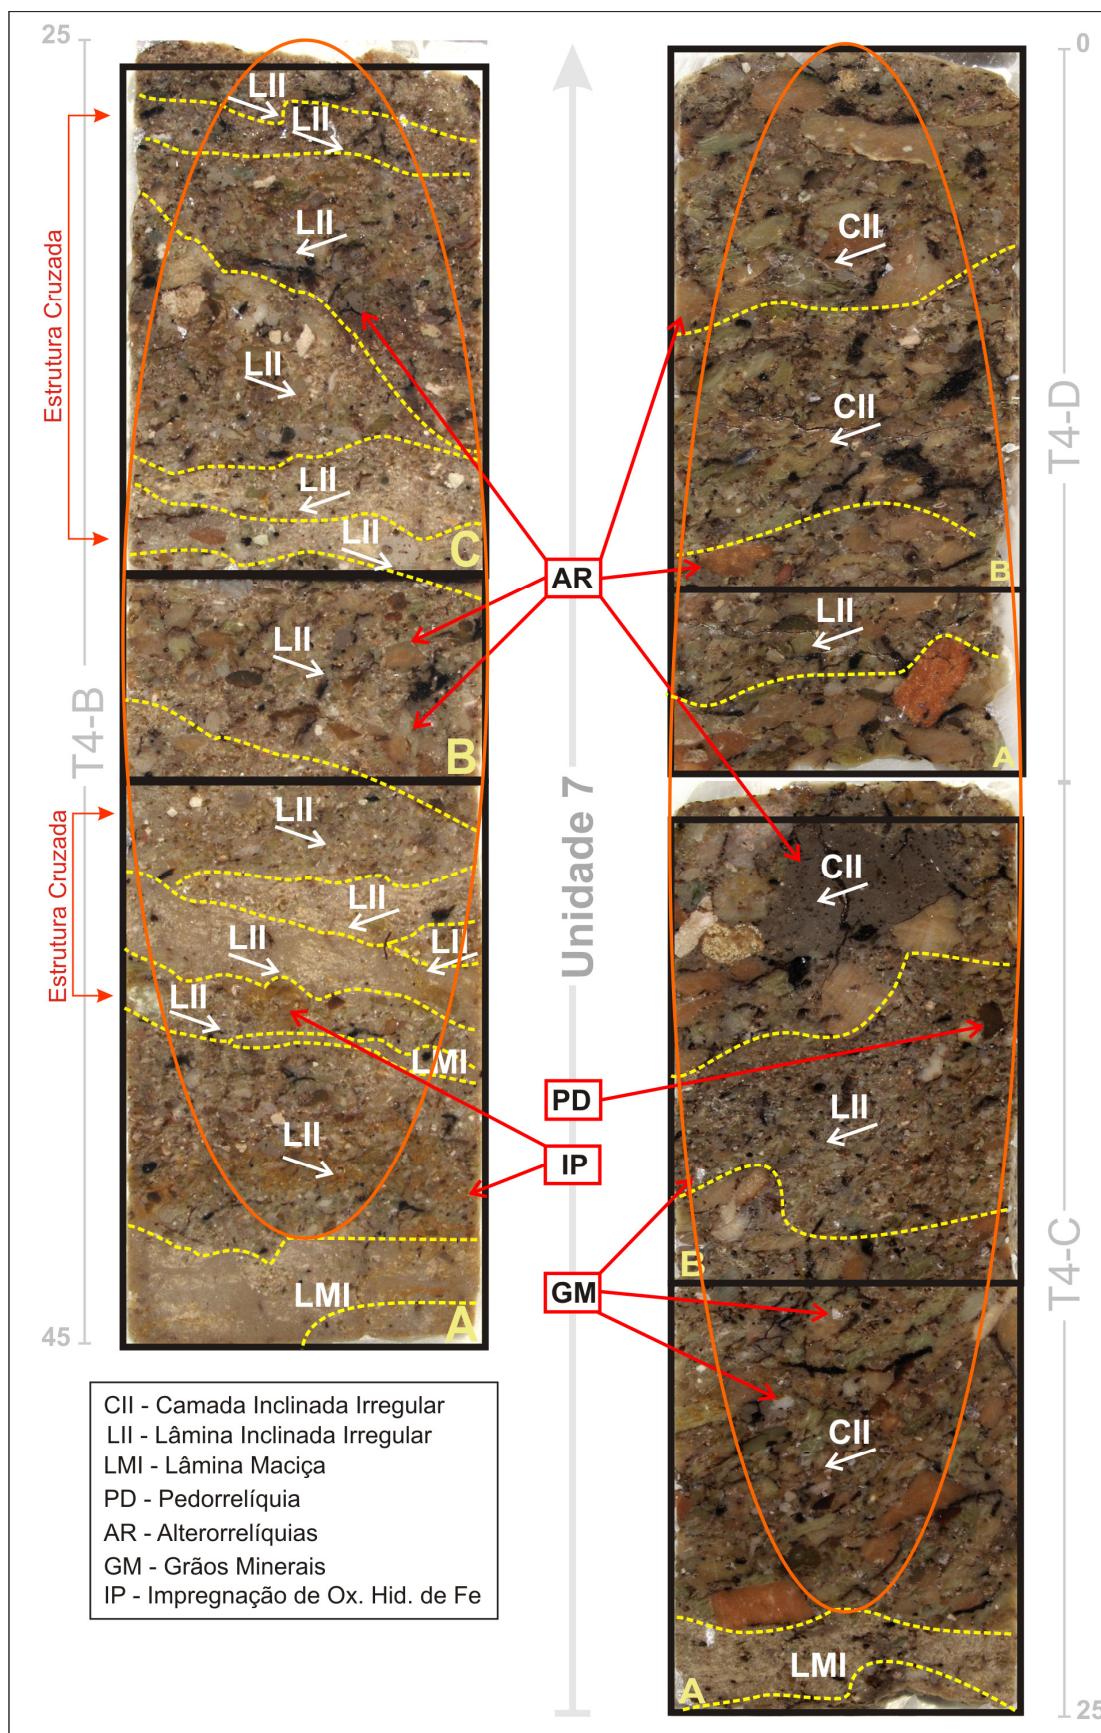 25
LII
LII
LII
LII
LII
LII
C
Estrutura Cruzada
LII
B
T4-B
LII
LII
LII
LII
LII
LMI
LII
Estrutura Cruzada
LMI
A
45
Unidade 7
AR
PD
IP
GM
0
CII
CII
B
LII
A
T4-D
CII
LII
B
T4-C
CII
LMI
A
25
CII - Camada Inclinada Irregular
LII - Lâmina Inclinada Irregular
LMI - Lâmina Maciça
PD - Pedorrelíquia
AR - Alterorrelíquias
GM - Grãos Minerais
IP - Impregnação de Ox. Hid. de Fe